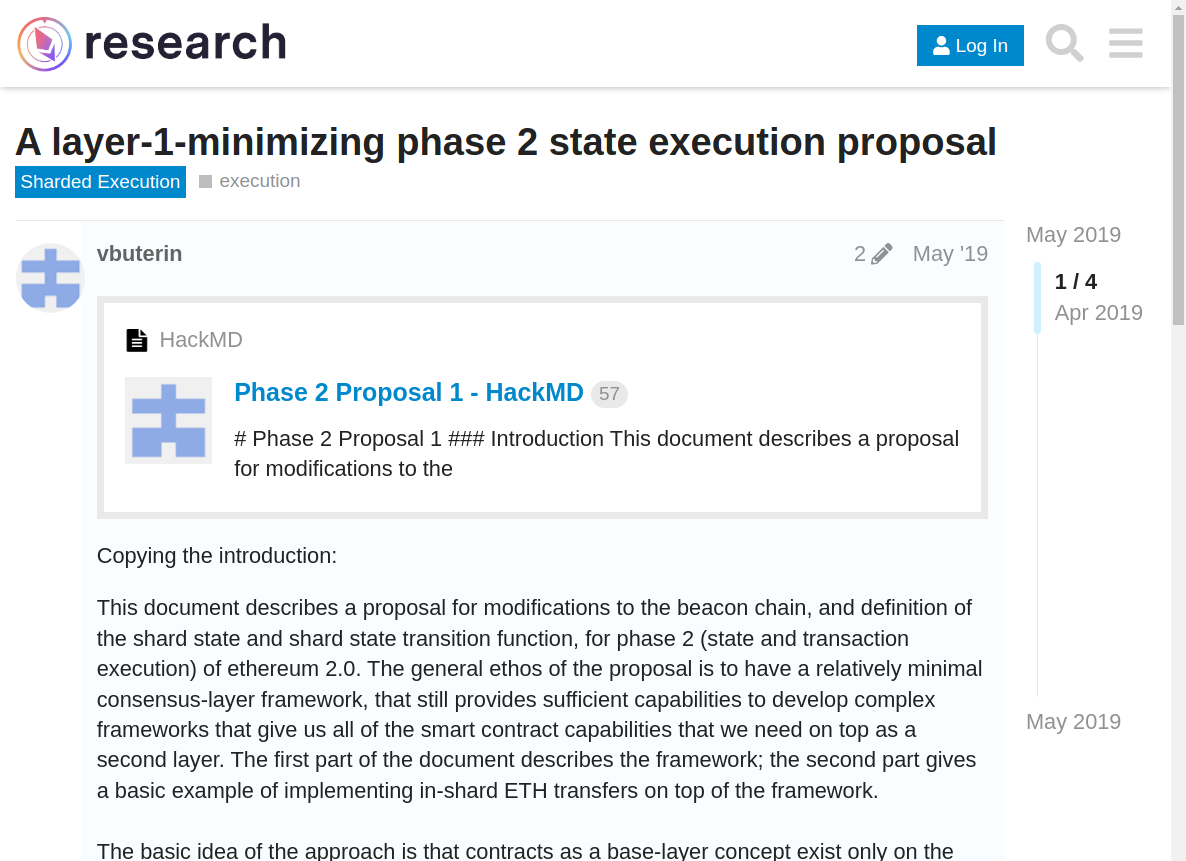 research
Log In
A layer-1-minimizing phase 2 state execution proposal
Sharded Execution
execution
vbuterin
2
May '19
HackMD
Phase 2 Proposal 1 - HackMD 57
# Phase 2 Proposal 1 ### Introduction This document describes a proposal
for modifications to the
Copying the introduction:
This document describes a proposal for modifications to the beacon chain, and definition of
the shard state and shard state transition function, for phase 2 (state and transaction
execution) of ethereum 2.0. The general ethos of the proposal is to have a relatively minimal
consensus-layer framework, that still provides sufficient capabilities to develop complex
frameworks that give us all of the smart contract capabilities that we need on top as a
second layer. The first part of the document describes the framework; the second part gives
a basic example of implementing in-shard ETH transfers on top of the framework.
The basic idea of the approach is that contracts as a base-layer concept exist only on the
May 2019
1 / 4
Apr 2019
May 2019